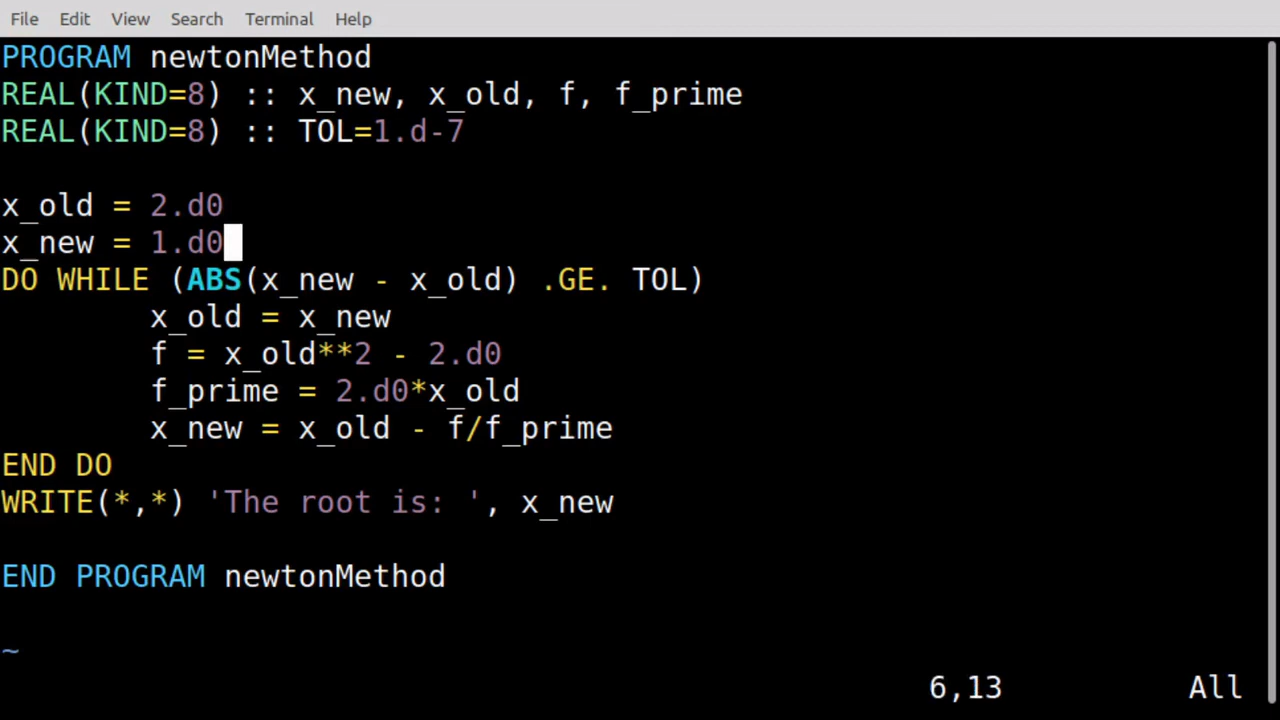 File Edit View Search Terminal Help
PROGRAM newtonMethod
REAL(KIND=8) :: x_new, x_old, f, f_prime
REAL(KIND=8) :: TOL=1.d-7
x_old = 2.d0
x_new = 1.d0
DO WHILE (ABS(x_new - x_old) .GE. TOL)
x_old = x_new
f = x_old**2 - 2.d0
f_prime = 2.d0*x_old
x_new = x_old - f/f_prime
END DO
WRITE(*,*) 'The root is: ', x_new
END PROGRAM newtonMethod
~
6,13 All